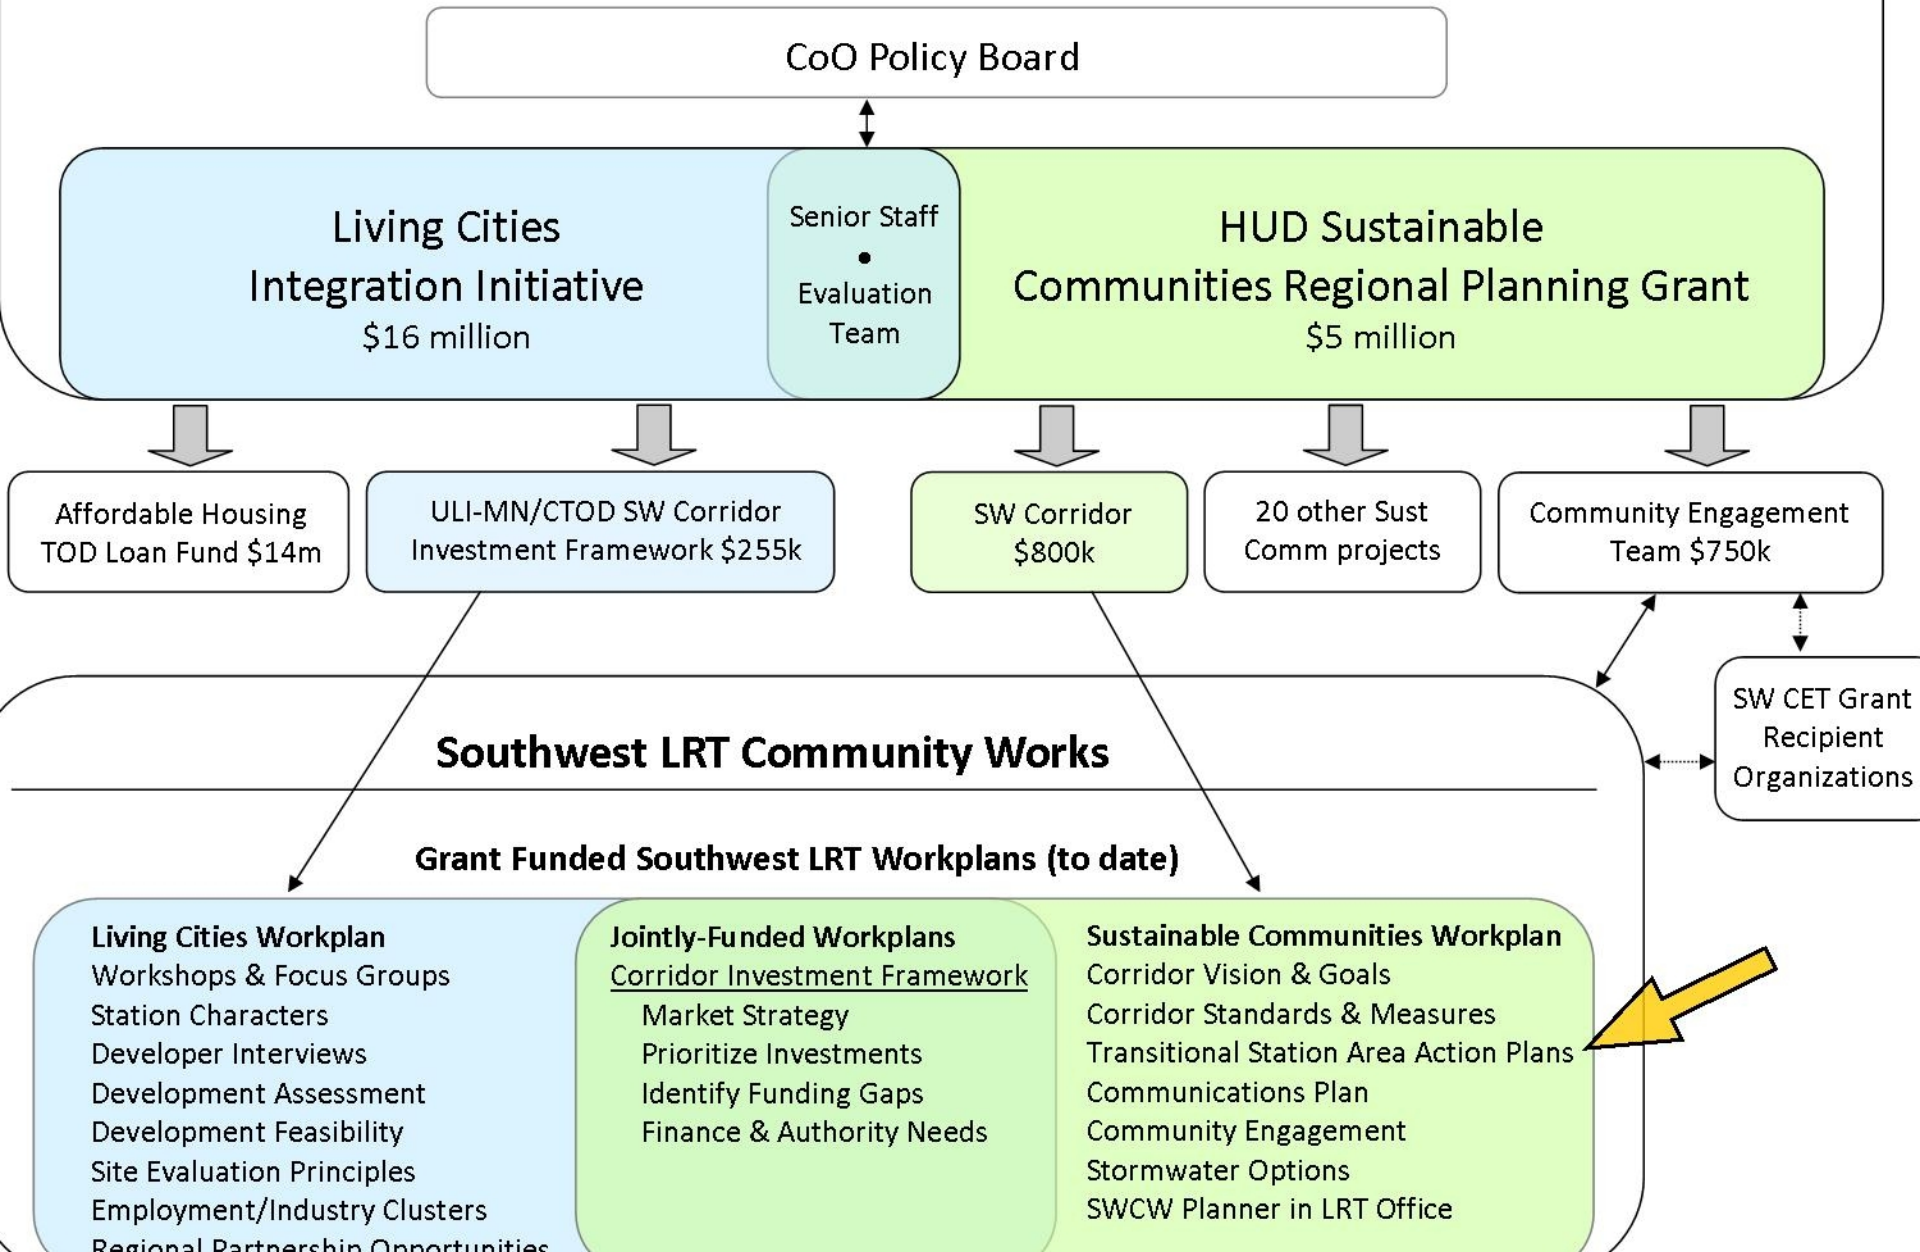 CoO Policy Board
Living Cities
Integration Initiative
$16 million
Senior Staff
•
Evaluation
Team
HUD Sustainable
Communities Regional Planning Grant
$5 million
Affordable Housing
TOD Loan Fund $14m
ULI-MN/CTOD SW Corridor
Investment Framework $255k
SW Corridor
$800k
20 other Sust
Comm projects
Community Engagement
Team $750k
SW CET Grant
Recipient
Organizations
Southwest LRT Community Works
Grant Funded Southwest LRT Workplans (to date)
Living Cities Workplan
Workshops & Focus Groups
Station Characters
Developer Interviews
Development Assessment
Development Feasibility
Site Evaluation Principles
Employment/Industry Clusters
Regional Partnership Opportunities
Jointly-Funded Workplans
Corridor Investment Framework
Market Strategy
Prioritize Investments
Identify Funding Gaps
Finance & Authority Needs
Sustainable Communities Workplan
Corridor Vision & Goals
Corridor Standards & Measures
Transitional Station Area Action Plans
Communications Plan
Community Engagement
Stormwater Options
SWCW Planner in LRT Office